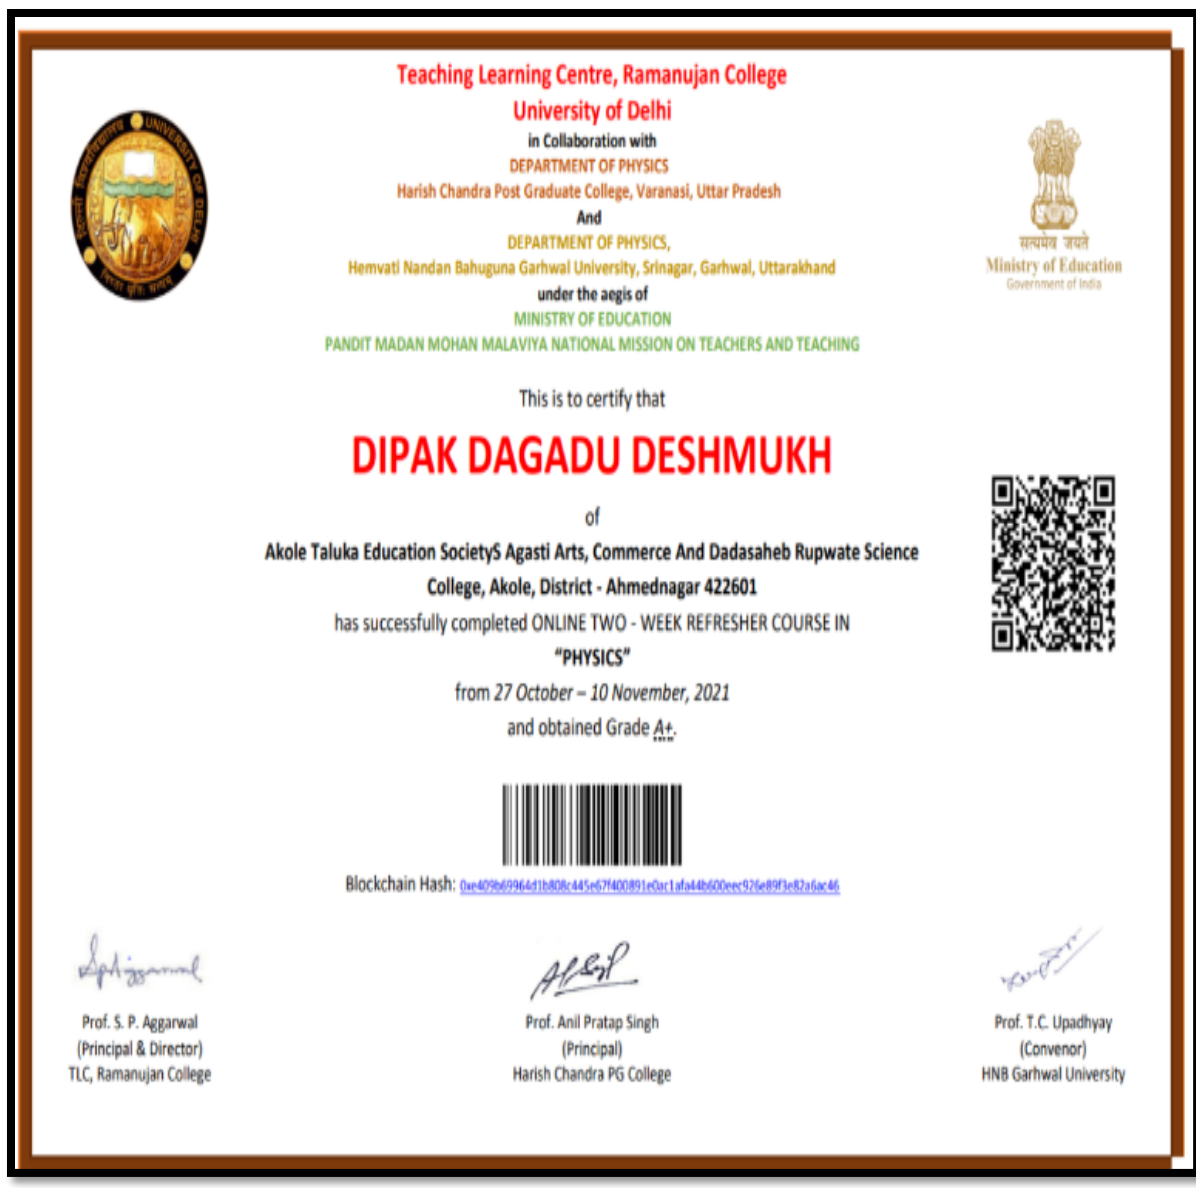 Teaching Learning Centre, Ramanujan College
University of Delhi
in Collaboration with
DEPARTMENT OF PHYSICS
Harish Chandra Post Graduate College, Varanasi, Uttar Pradesh
And
DEPARTMENT OF PHYSICS,
Hemvati Nandan Bahuguna Garhwal University, Srinagar, Garhwal, Uttarakhand
under the aegis of
MINISTRY OF EDUCATION
PANDIT MADAN MOHAN MALAVIYA NATIONAL MISSION ON TEACHERS AND TEACHING
UNIVERSITY OF DELHI
दिल्ली विश्वविद्यालय
सत्यमेव जयते
Ministry of Education
Government of India
This is to certify that
DIPAK DAGADU DESHMUKH
of
Akole Taluka Education SocietyS Agasti Arts, Commerce And Dadasaheb Rupwate Science
College, Akole, District - Ahmednagar 422601
has successfully completed ONLINE TWO - WEEK REFRESHER COURSE IN
“PHYSICS”
from 27 October – 10 November, 2021
and obtained Grade A+.
Blockchain Hash: 0xe409b69964d1b808c445e67f400891e0ac1afa44b600eec926e89f3e82a6ac46
Prof. S. P. Aggarwal
(Principal & Director)
TLC, Ramanujan College
Prof. Anil Pratap Singh
(Principal)
Harish Chandra PG College
Prof. T.C. Upadhyay
(Convenor)
HNB Garhwal University